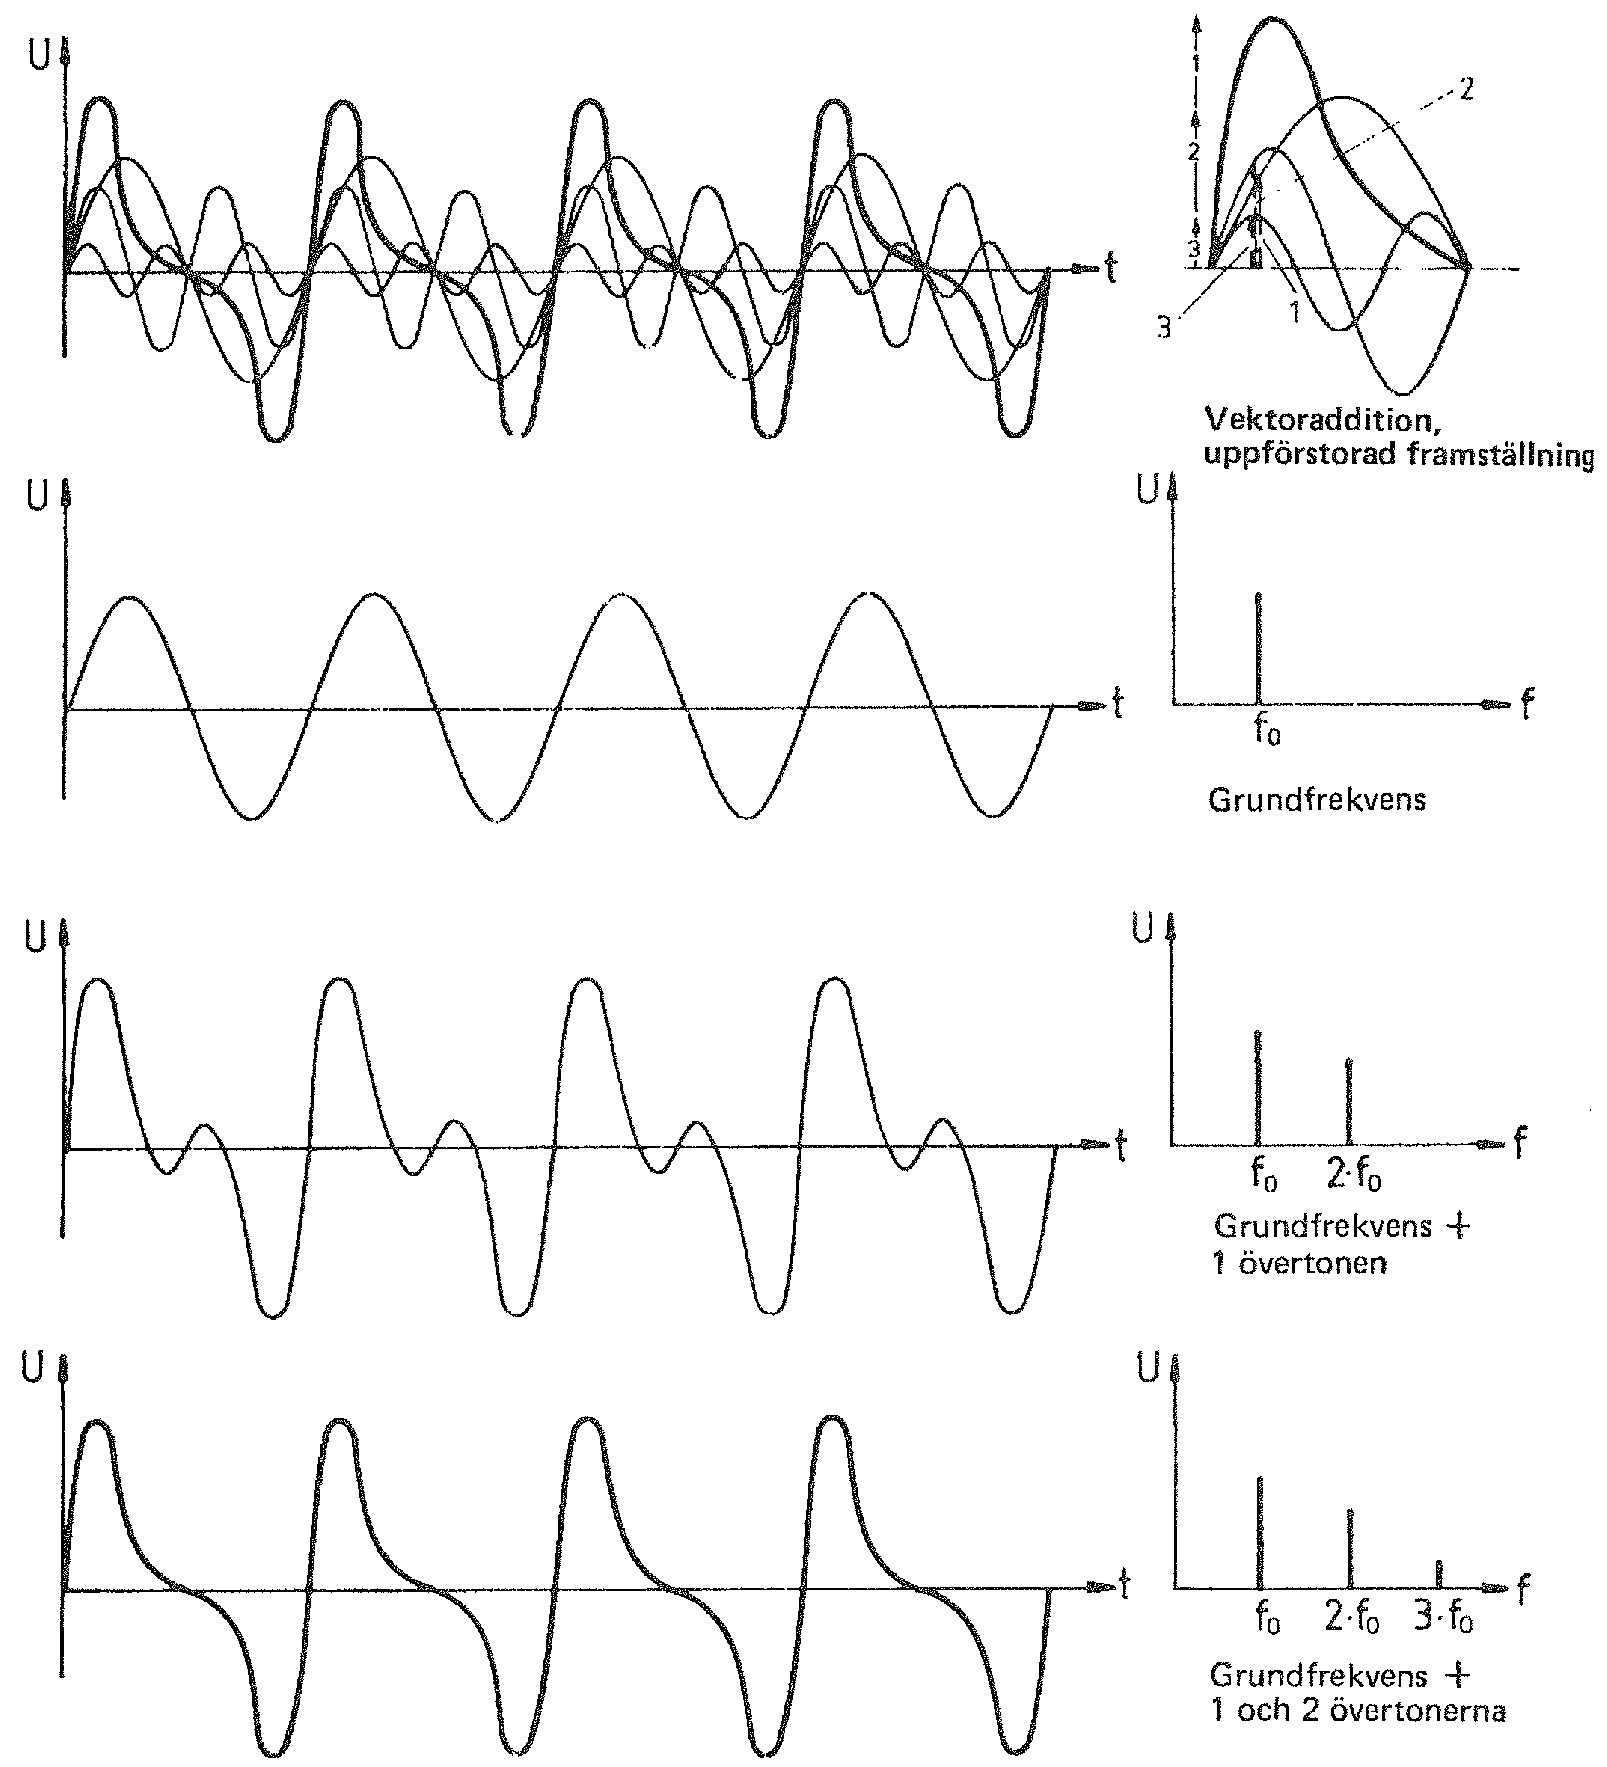 U
t
1
2
3
2
1
3
Vektoraddition,
uppförstorad framställning
U
t
U
f
f₀
Grundfrekvens
U
t
U
f
f₀ 2·f₀
Grundfrekvens +
1 övertonen
U
t
U
f
f₀ 2·f₀ 3·f₀
Grundfrekvens +
1 och 2 övertonerna